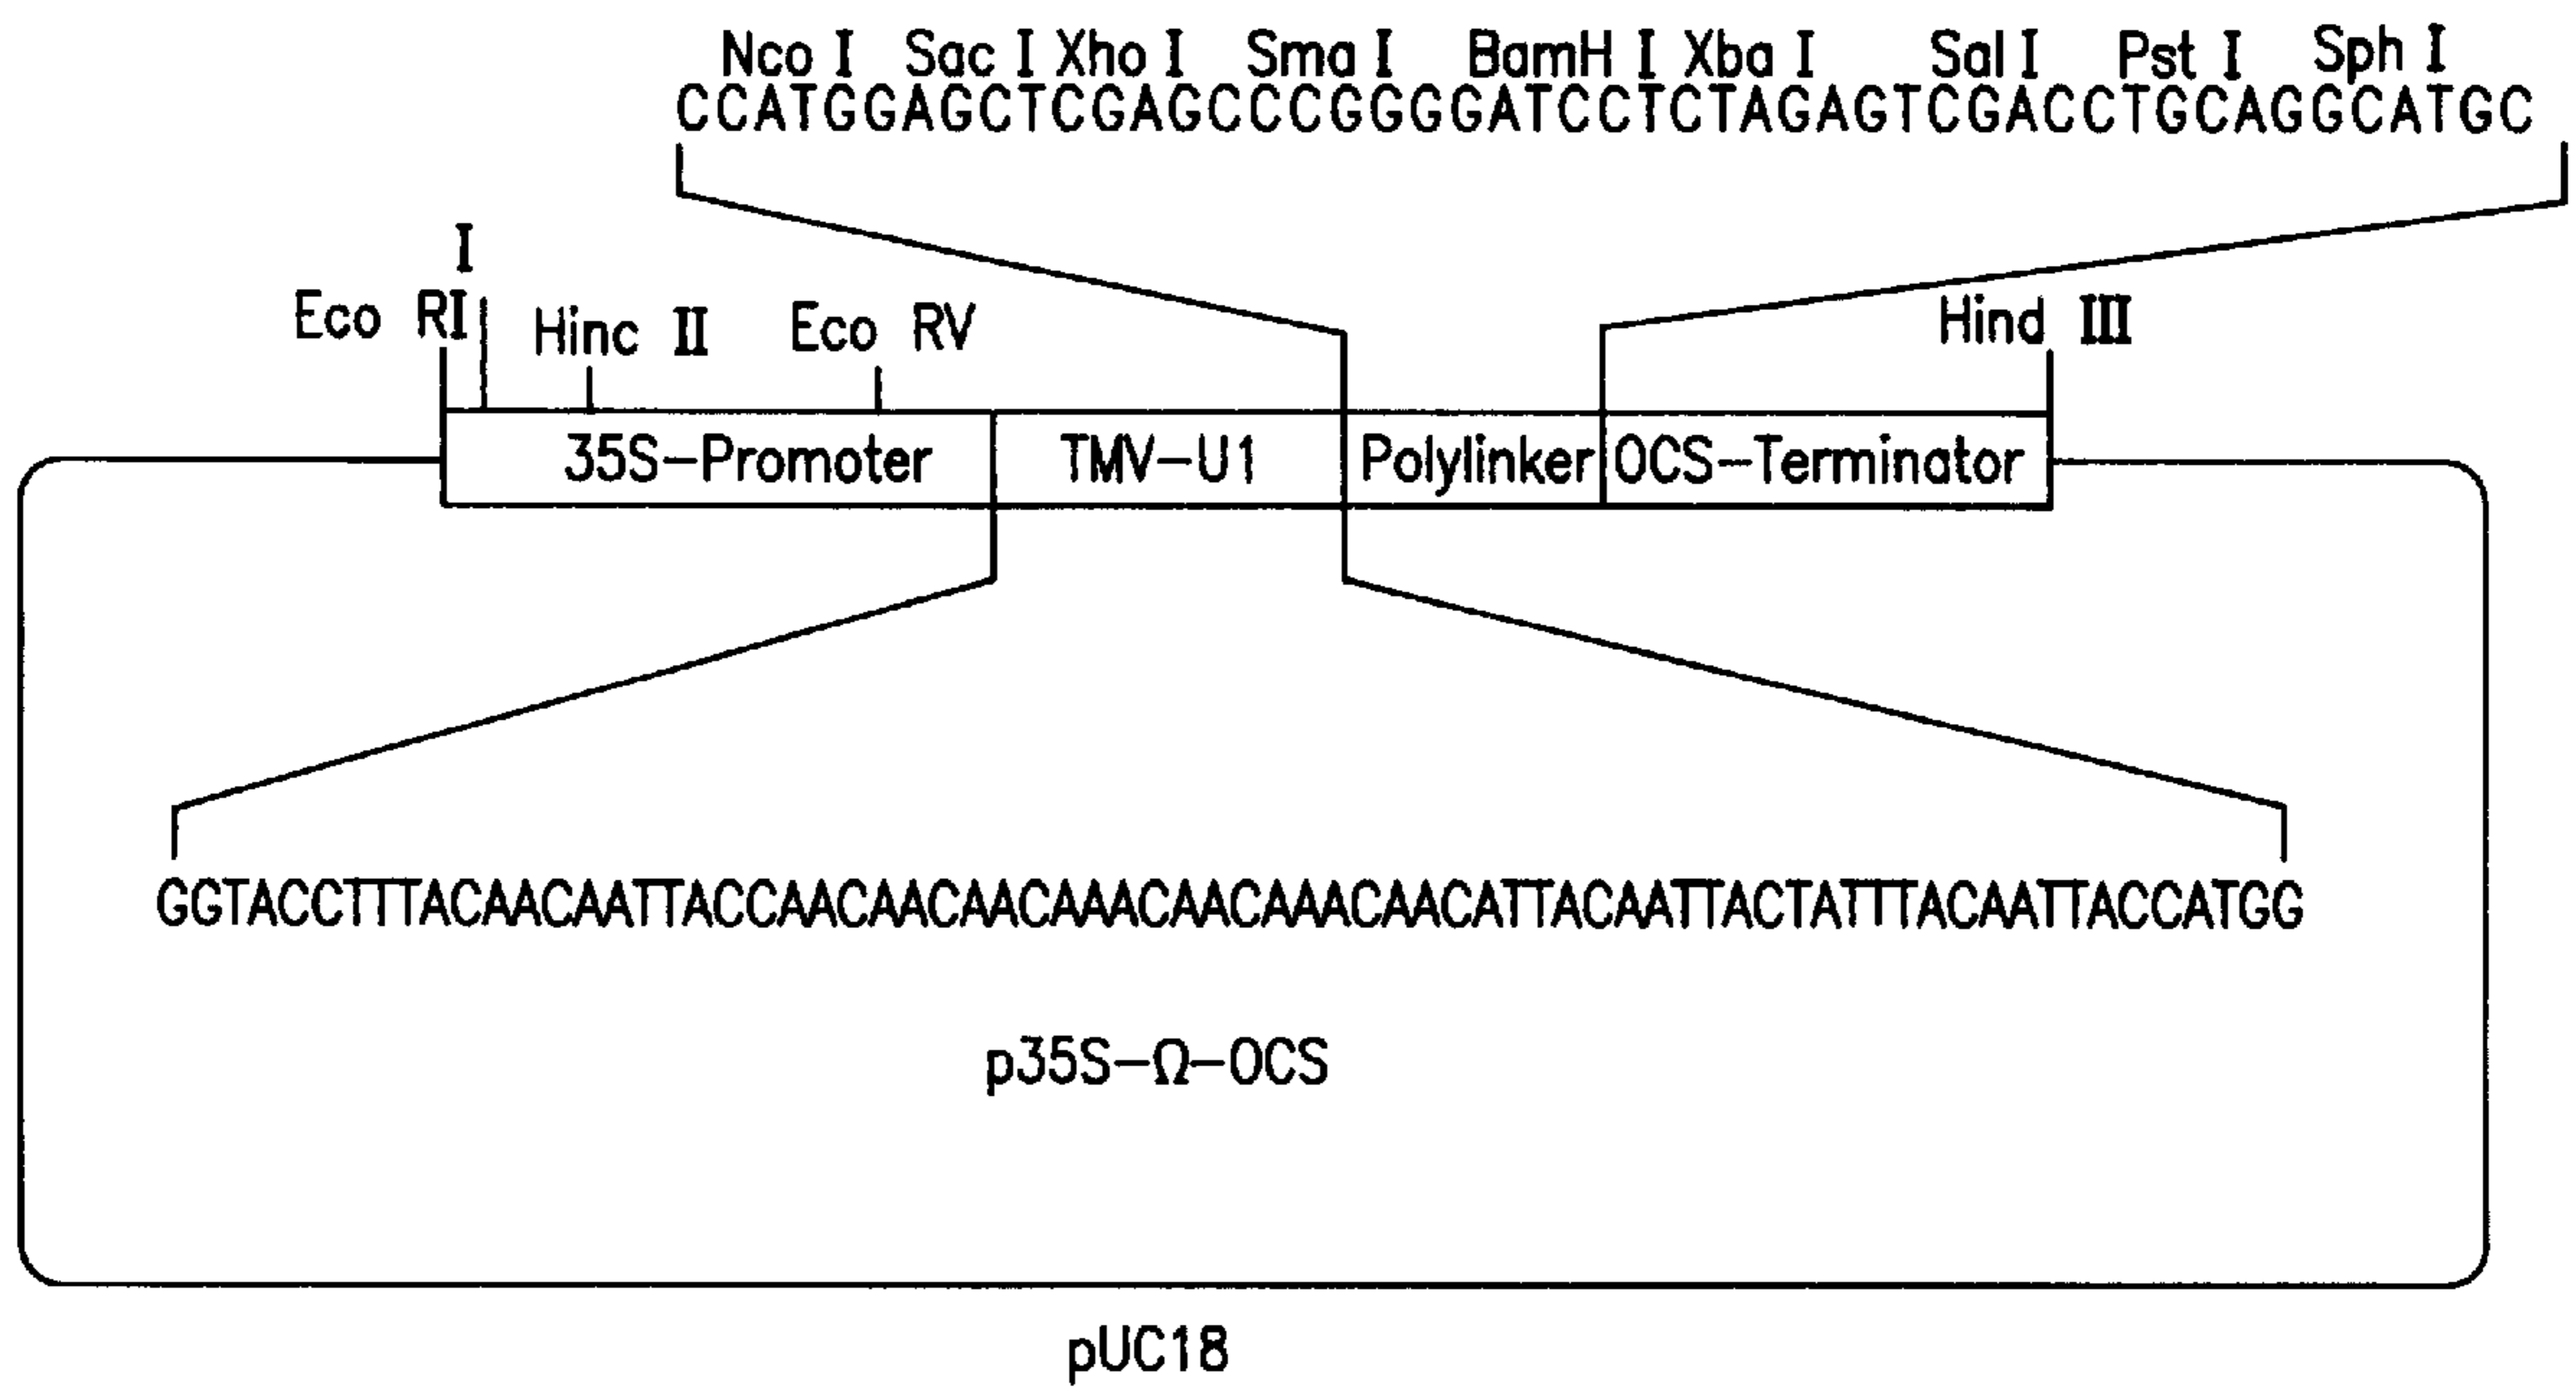 Nco I Sac I Xho I Sma I BamH I Xba I Sal I Pst I Sph I
CCATGGAGCTCGAGCCCGGGGATCCTCTAGAGTCGACCTGCAGGCATGC
I
Eco RI Hinc II Eco RV Hind III
35S-Promoter TMV-U1 Polylinker OCS-Terminator
GGTACCTTTACAACAATTACCAACAACAACAAACAACAAACAACATTACAATTACTATTTACAATTACCATGG
p35S-Ω-OCS
pUC18